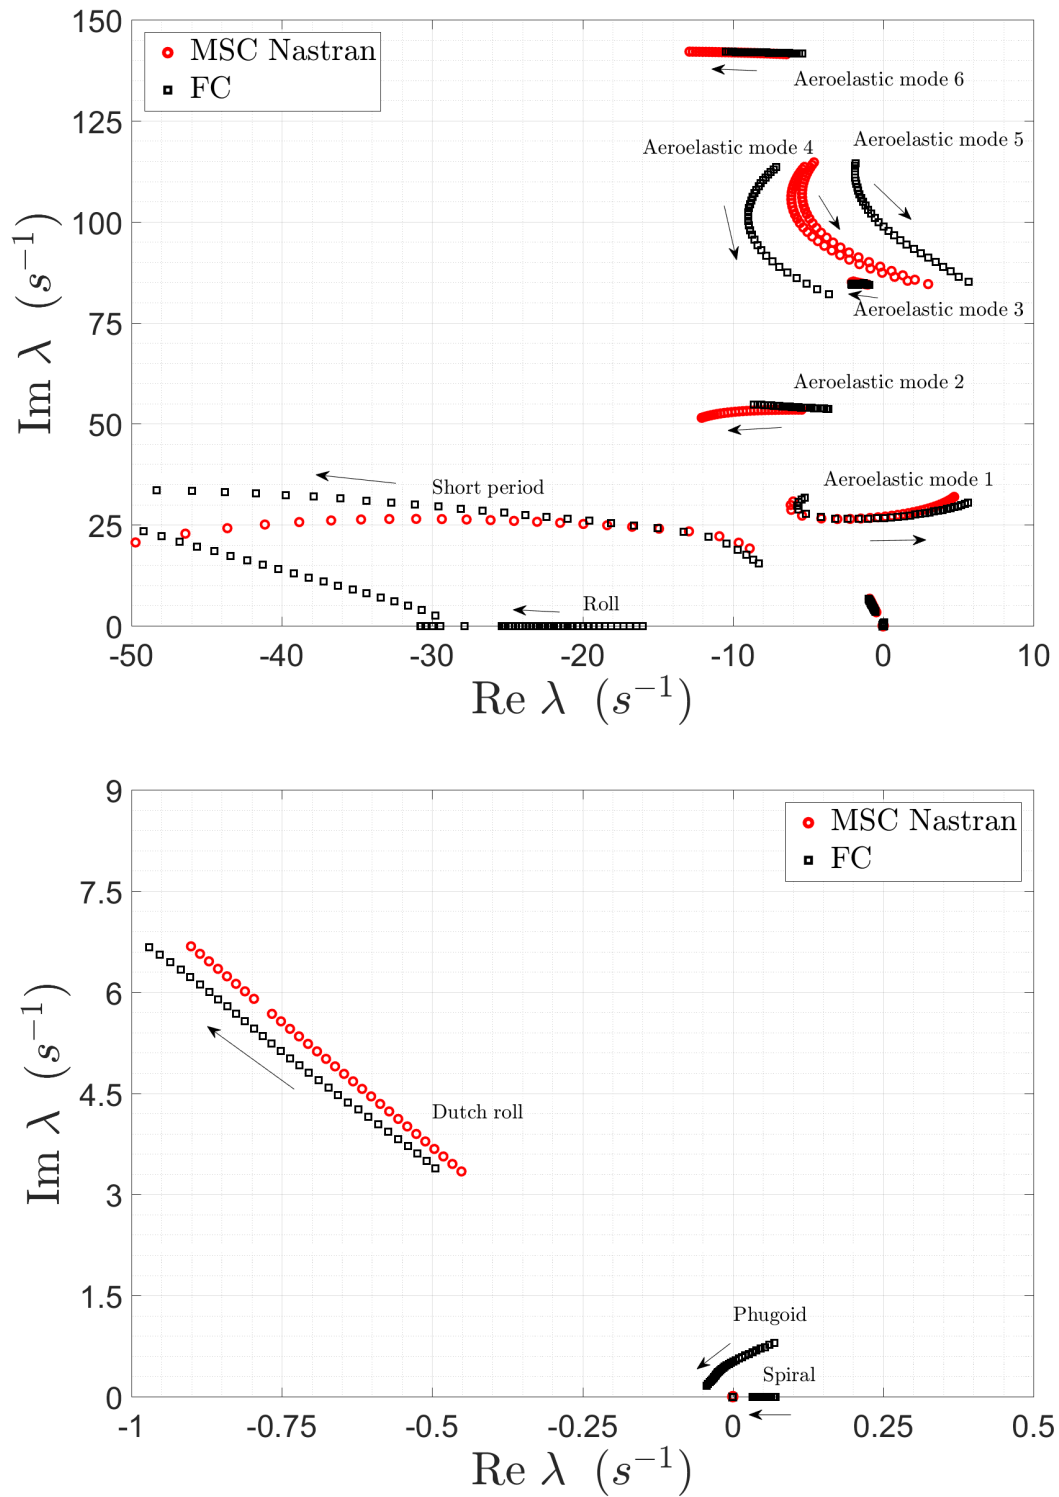 150
MSC Nastran
FC
Aeroelastic mode 6
125
Aeroelastic mode 5
Aeroelastic mode 4
100
Im λ (s⁻¹)
Aeroelastic mode 3
75
Aeroelastic mode 2
50
Short period
Aeroelastic mode 1
25
Roll
0
-50 -40 -30 -20 -10 0 10
Re λ (s⁻¹)
9
MSC Nastran
FC
7.5
6
Im λ (s⁻¹)
4.5
Dutch roll
3
1.5
Phugoid
Spiral
0
-1 -0.75 -0.5 -0.25 0 0.25 0.5
Re λ (s⁻¹)